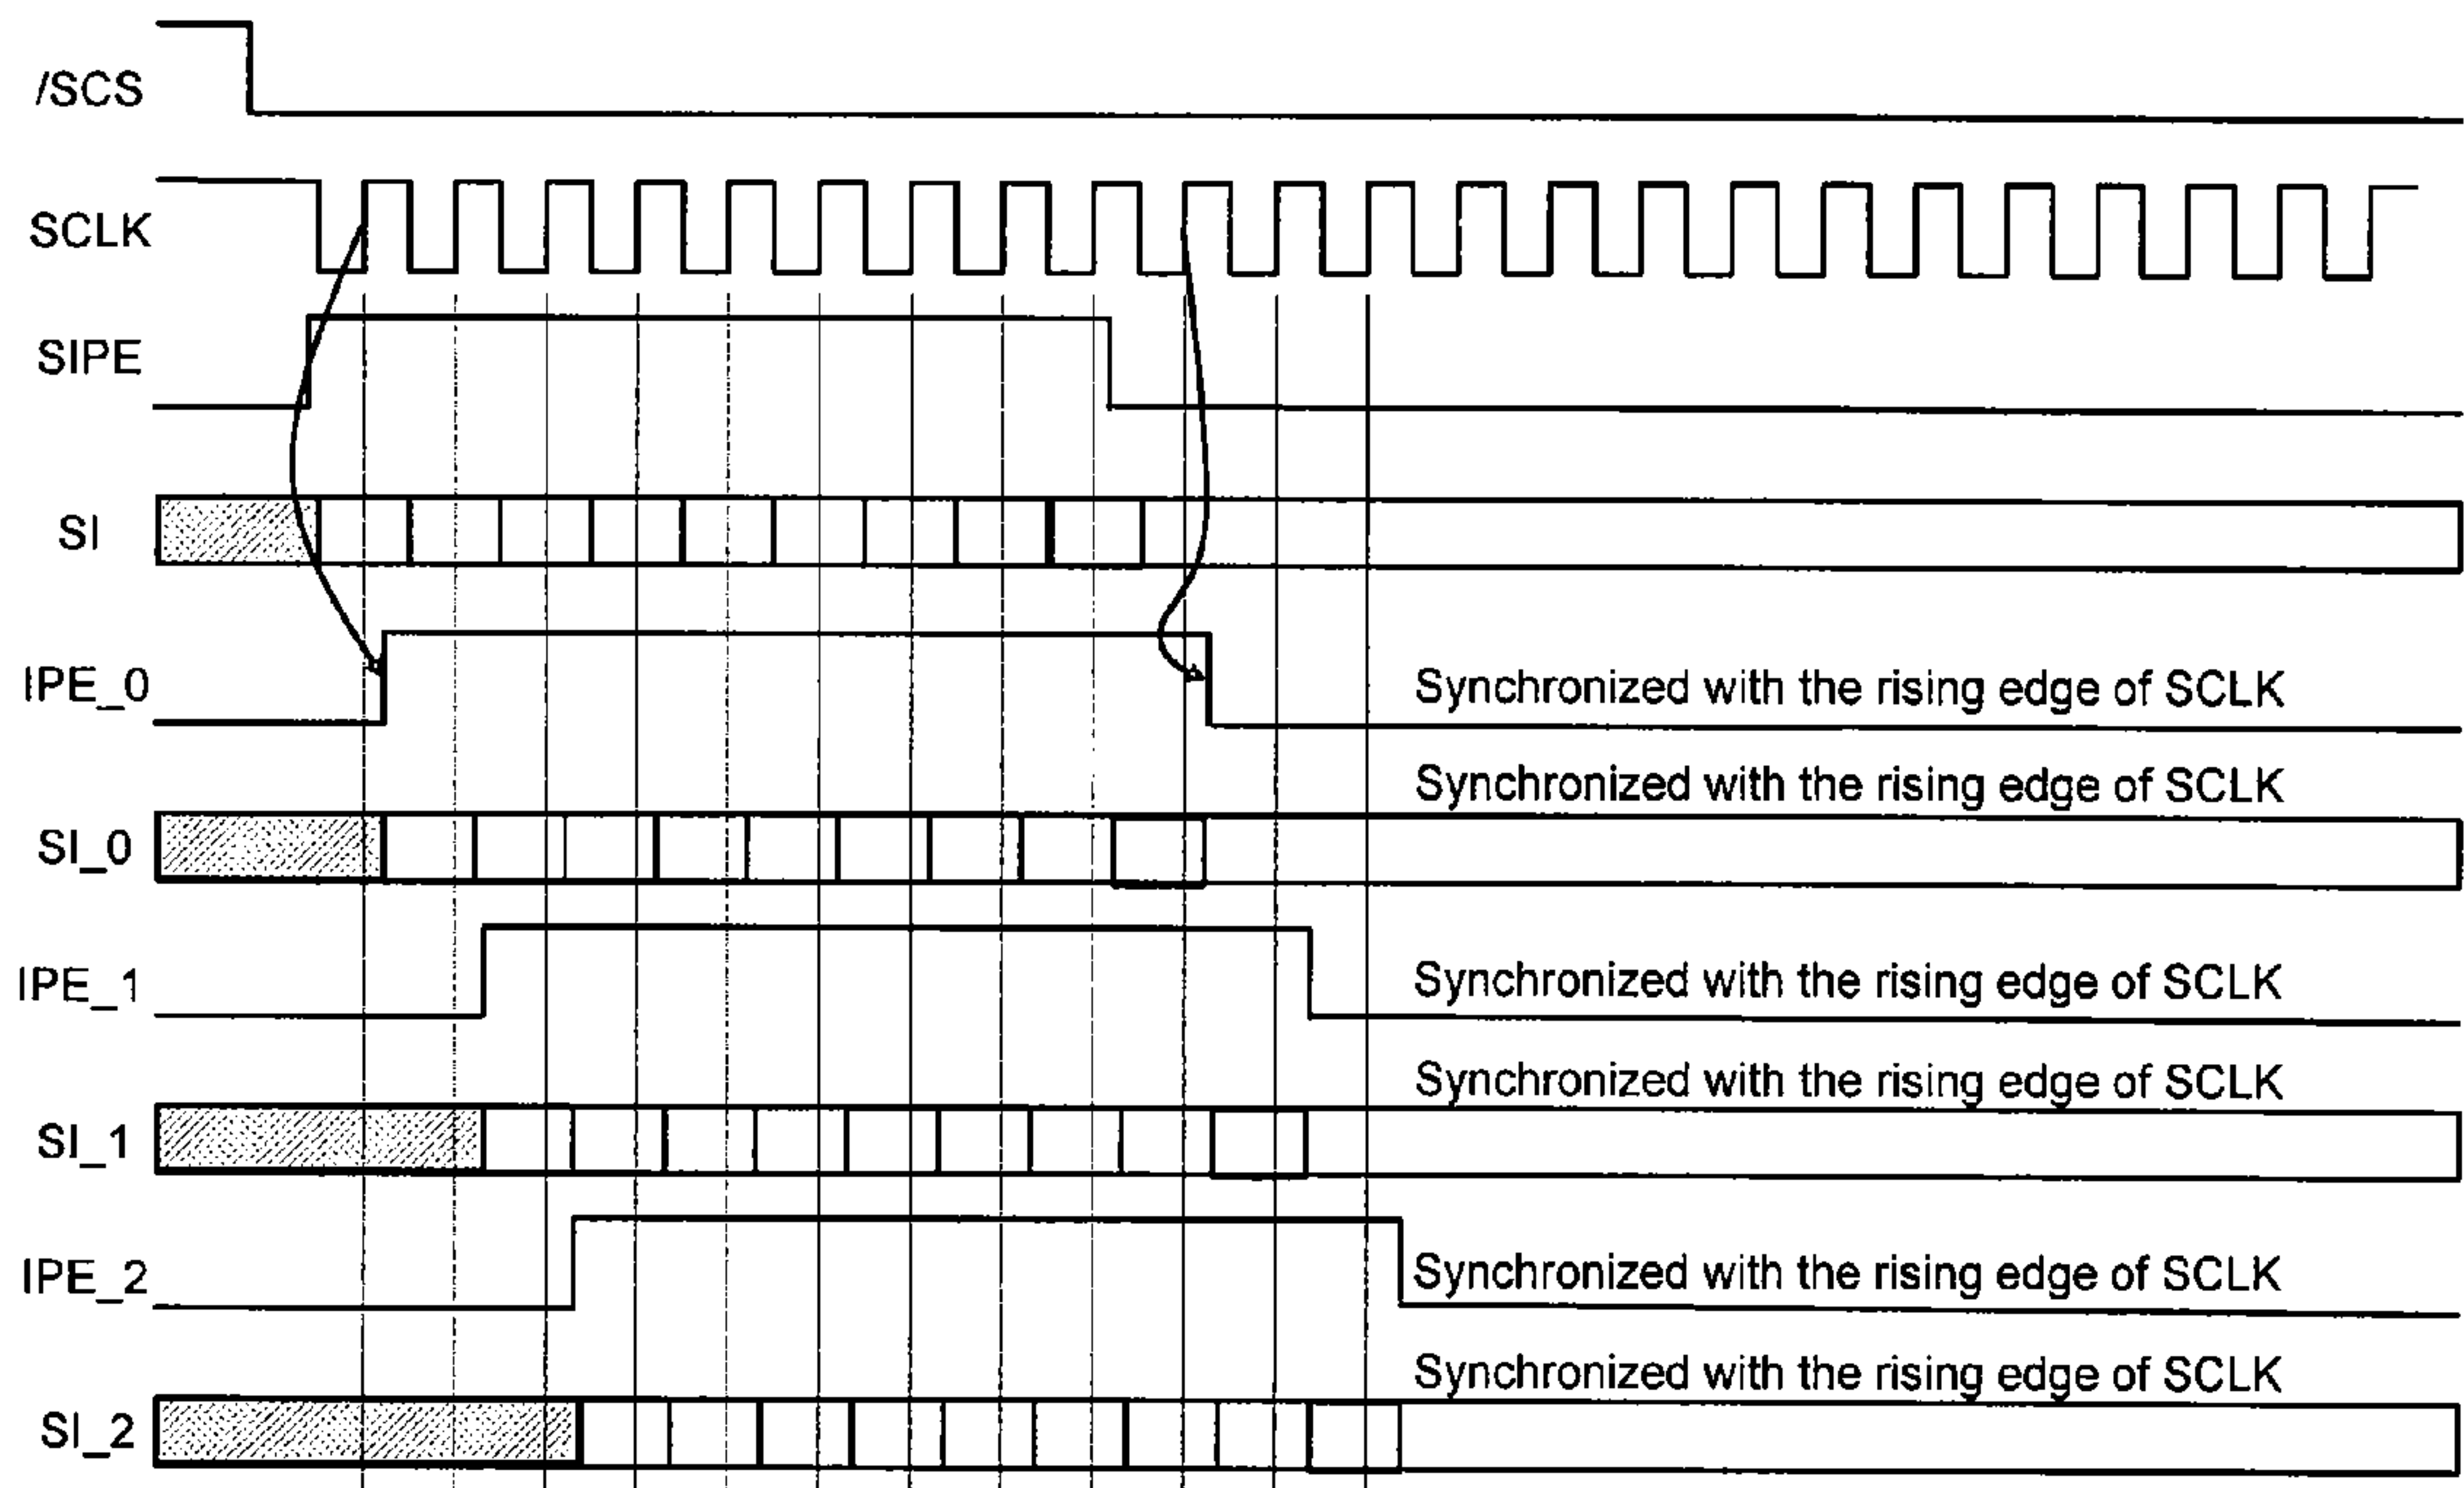 /SCS
SCLK
SIPE
SI
IPE_0
Synchronized with the rising edge of SCLK
Synchronized with the rising edge of SCLK
SI_0
IPE_1
Synchronized with the rising edge of SCLK
Synchronized with the rising edge of SCLK
SI_1
IPE_2
Synchronized with the rising edge of SCLK
Synchronized with the rising edge of SCLK
SI_2